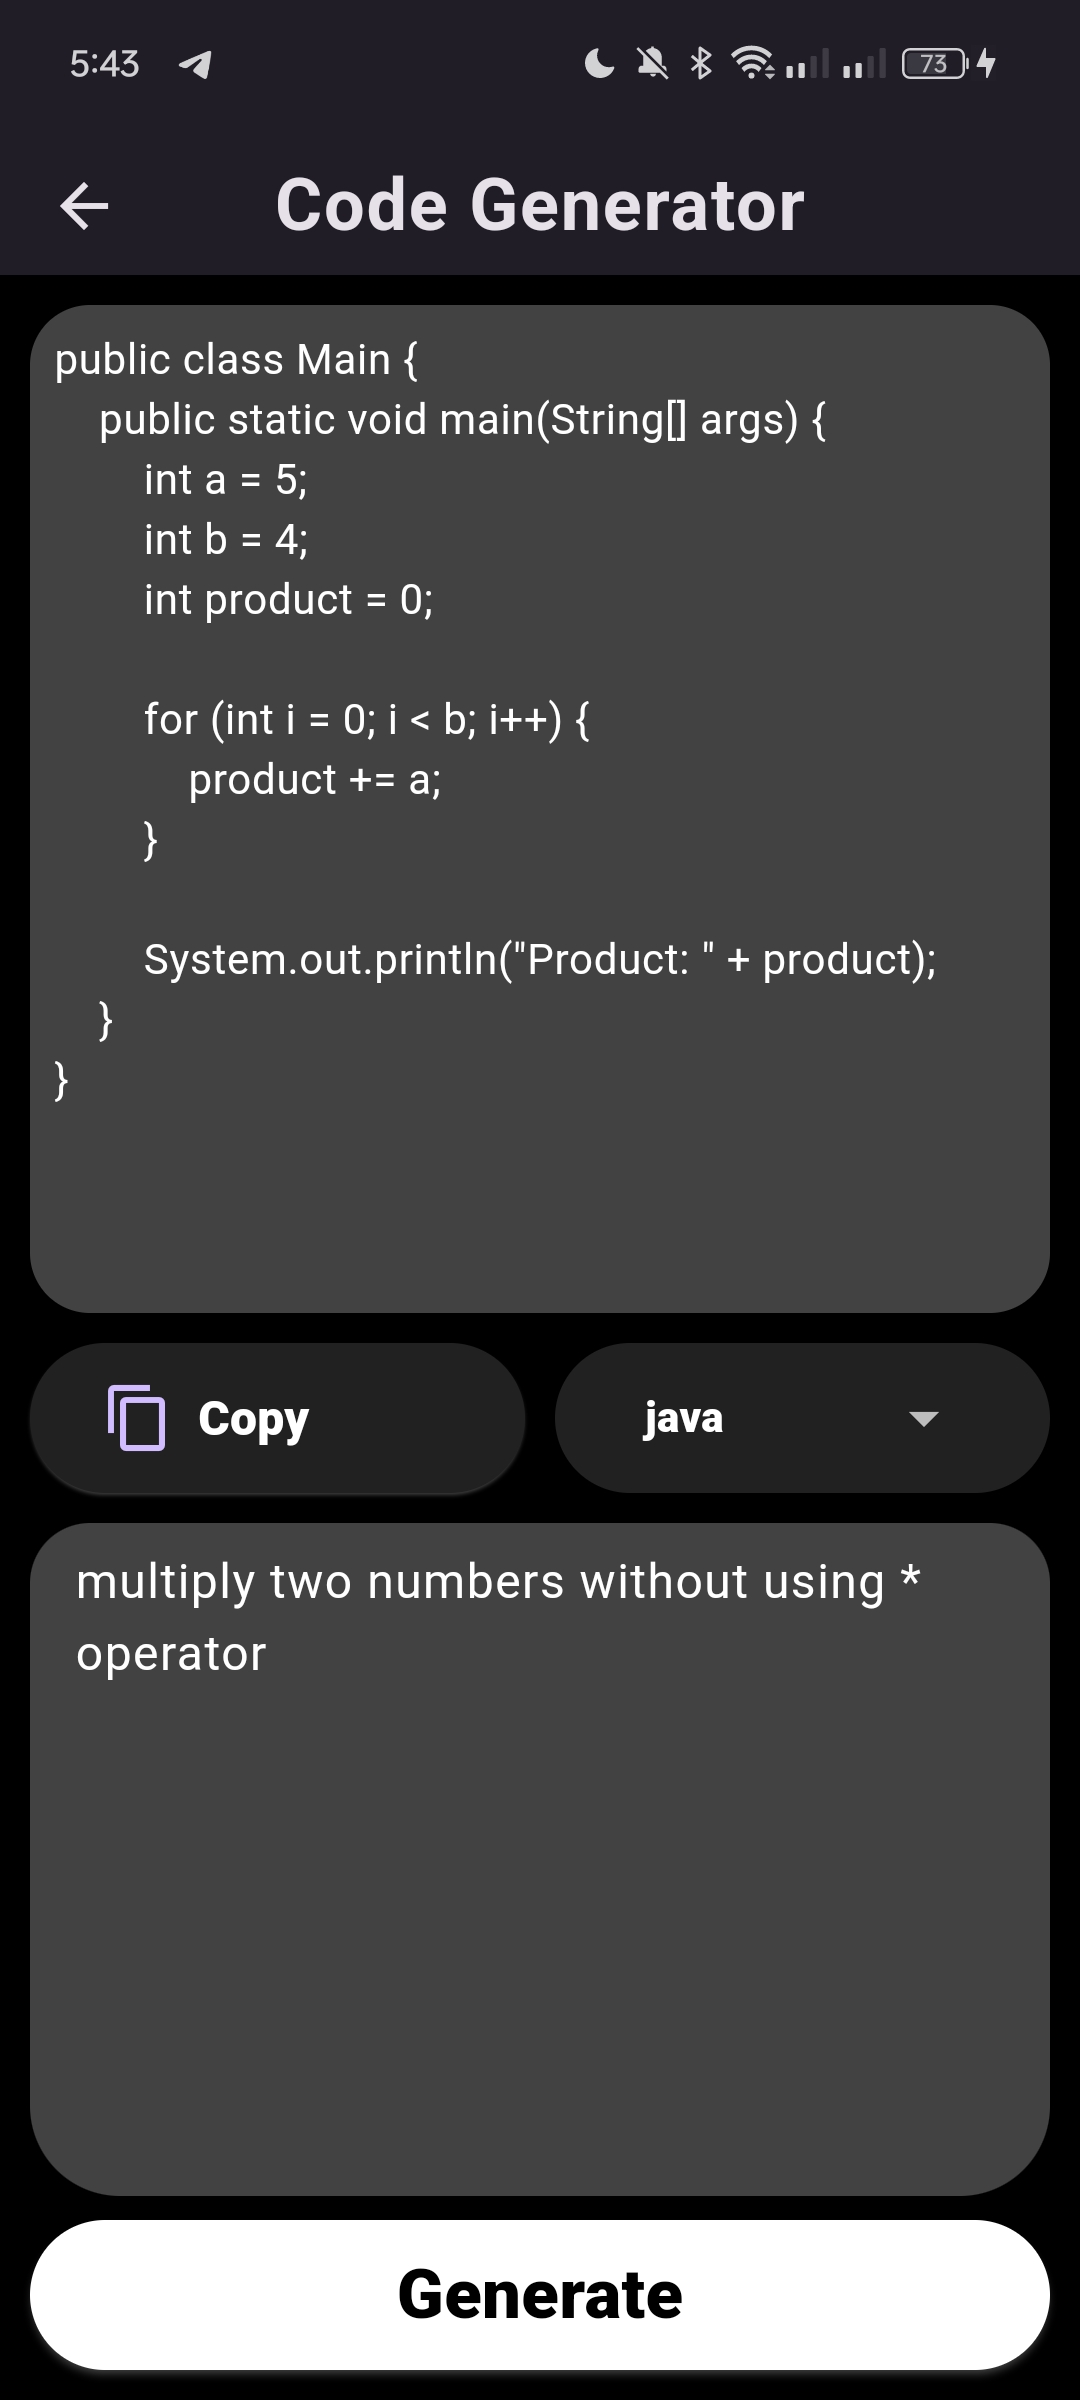 5:43
73
Code Generator
public class Main {
    public static void main(String[] args) {
        int a = 5;
        int b = 4;
        int product = 0;

        for (int i = 0; i < b; i++) {
            product += a;
        }

        System.out.println("Product: " + product);
    }
}
Copy
java
multiply two numbers without using *
operator
Generate